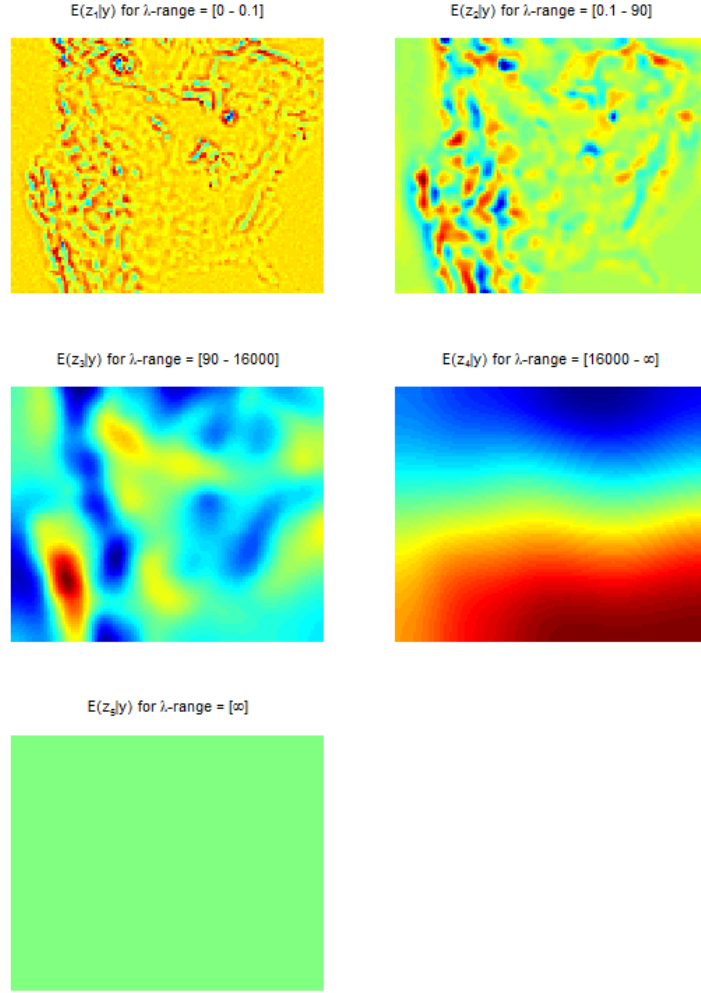 E(z₁|y) for λ-range = [0 - 0.1]
E(z₂|y) for λ-range = [0.1 - 90]
E(z₃|y) for λ-range = [90 - 16000]
E(z₄|y) for λ-range = [16000 - ∞]
E(z₅|y) for λ-range = [∞]